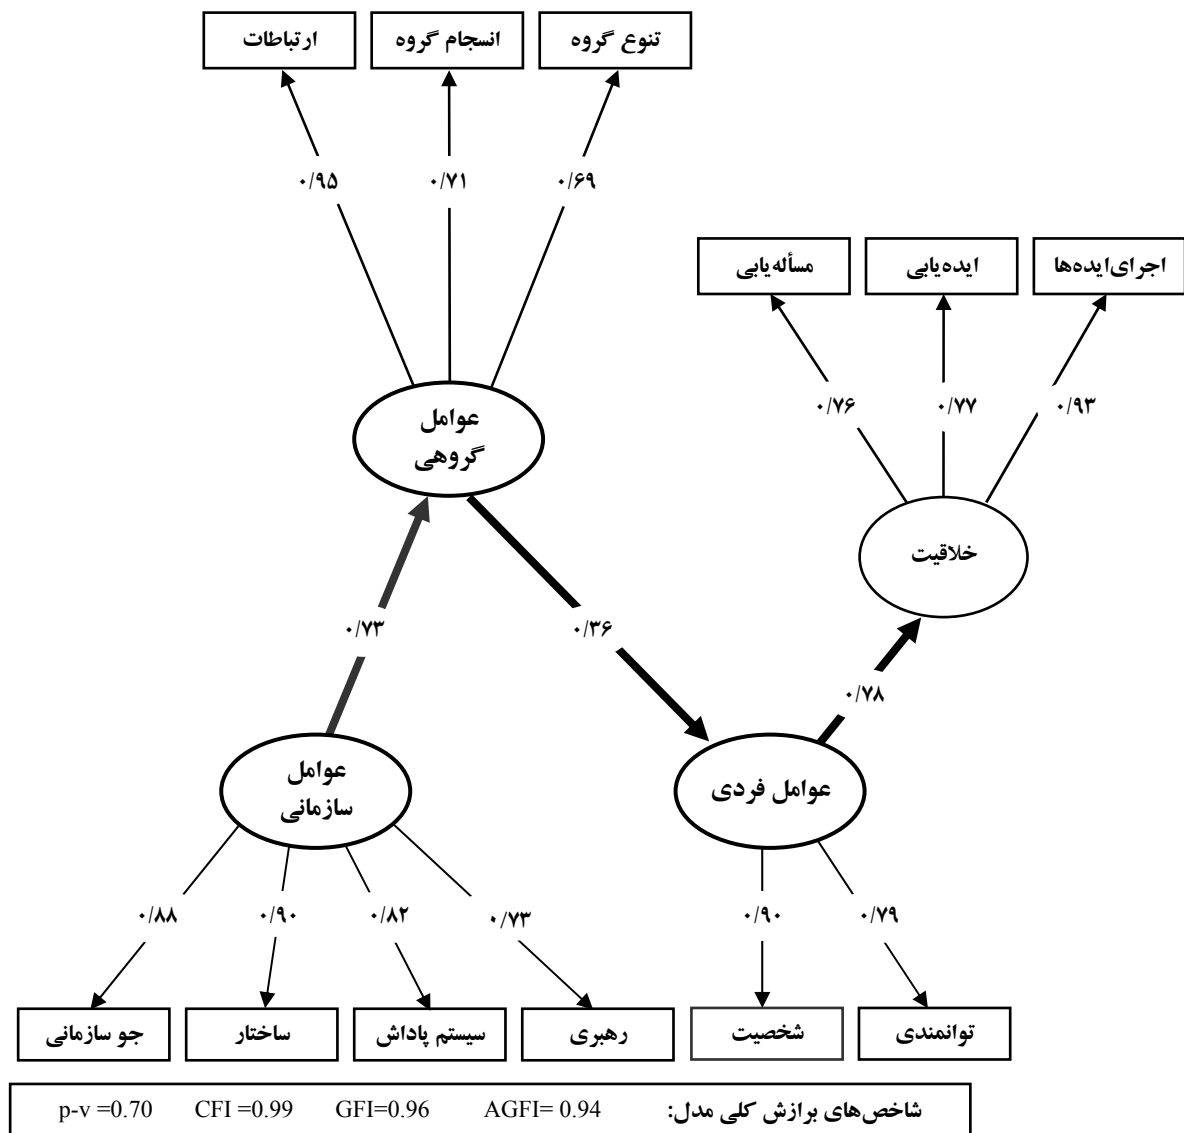 تنوع گروه
انسجام گروه
ارتباطات
۰/۹۵
۰/۷۱
۰/۶۹
اجرای‌ایده‌ها
ایده‌یابی
مسأله‌یابی
۰/۷۶
۰/۷۷
۰/۹۳
عوامل
گروهی
خلاقیت
۰/۷۳
۰/۳۶
۰/۷۸
عوامل
سازمانی
عوامل فردی
۰/۸۸
۰/۹۰
۰/۸۲
۰/۷۳
۰/۹۰
۰/۷۹
توانمندی
شخصیت
رهبری
سیستم پاداش
ساختار
جو سازمانی
شاخص‌های برازش کلی مدل: AGFI= 0.94 GFI=0.96 CFI =0.99 p-v =0.70